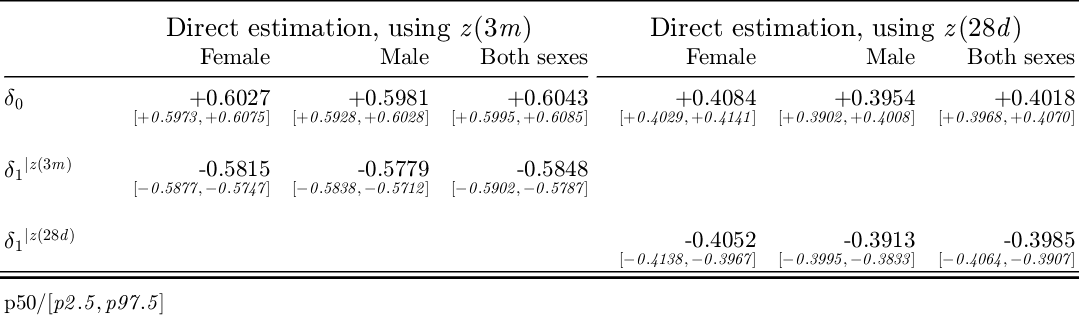 Direct estimation, using z(3m) Direct estimation, using z(28d)
Female Male Both sexes Female Male Both sexes
δ₀ +0.6027 +0.5981 +0.6043 +0.4084 +0.3954 +0.4018
[+0.5973, +0.6075] [+0.5928, +0.6028] [+0.5995, +0.6085] [+0.4029, +0.4141] [+0.3902, +0.4008] [+0.3968, +0.4070]
δ₁|z(3m) -0.5815 -0.5779 -0.5848
[−0.5877, −0.5747] [−0.5838, −0.5712] [−0.5902, −0.5787]
δ₁|z(28d) -0.4052 -0.3913 -0.3985
[−0.4138, −0.3967] [−0.3995, −0.3833] [−0.4064, −0.3907]
p50/[p2.5, p97.5]